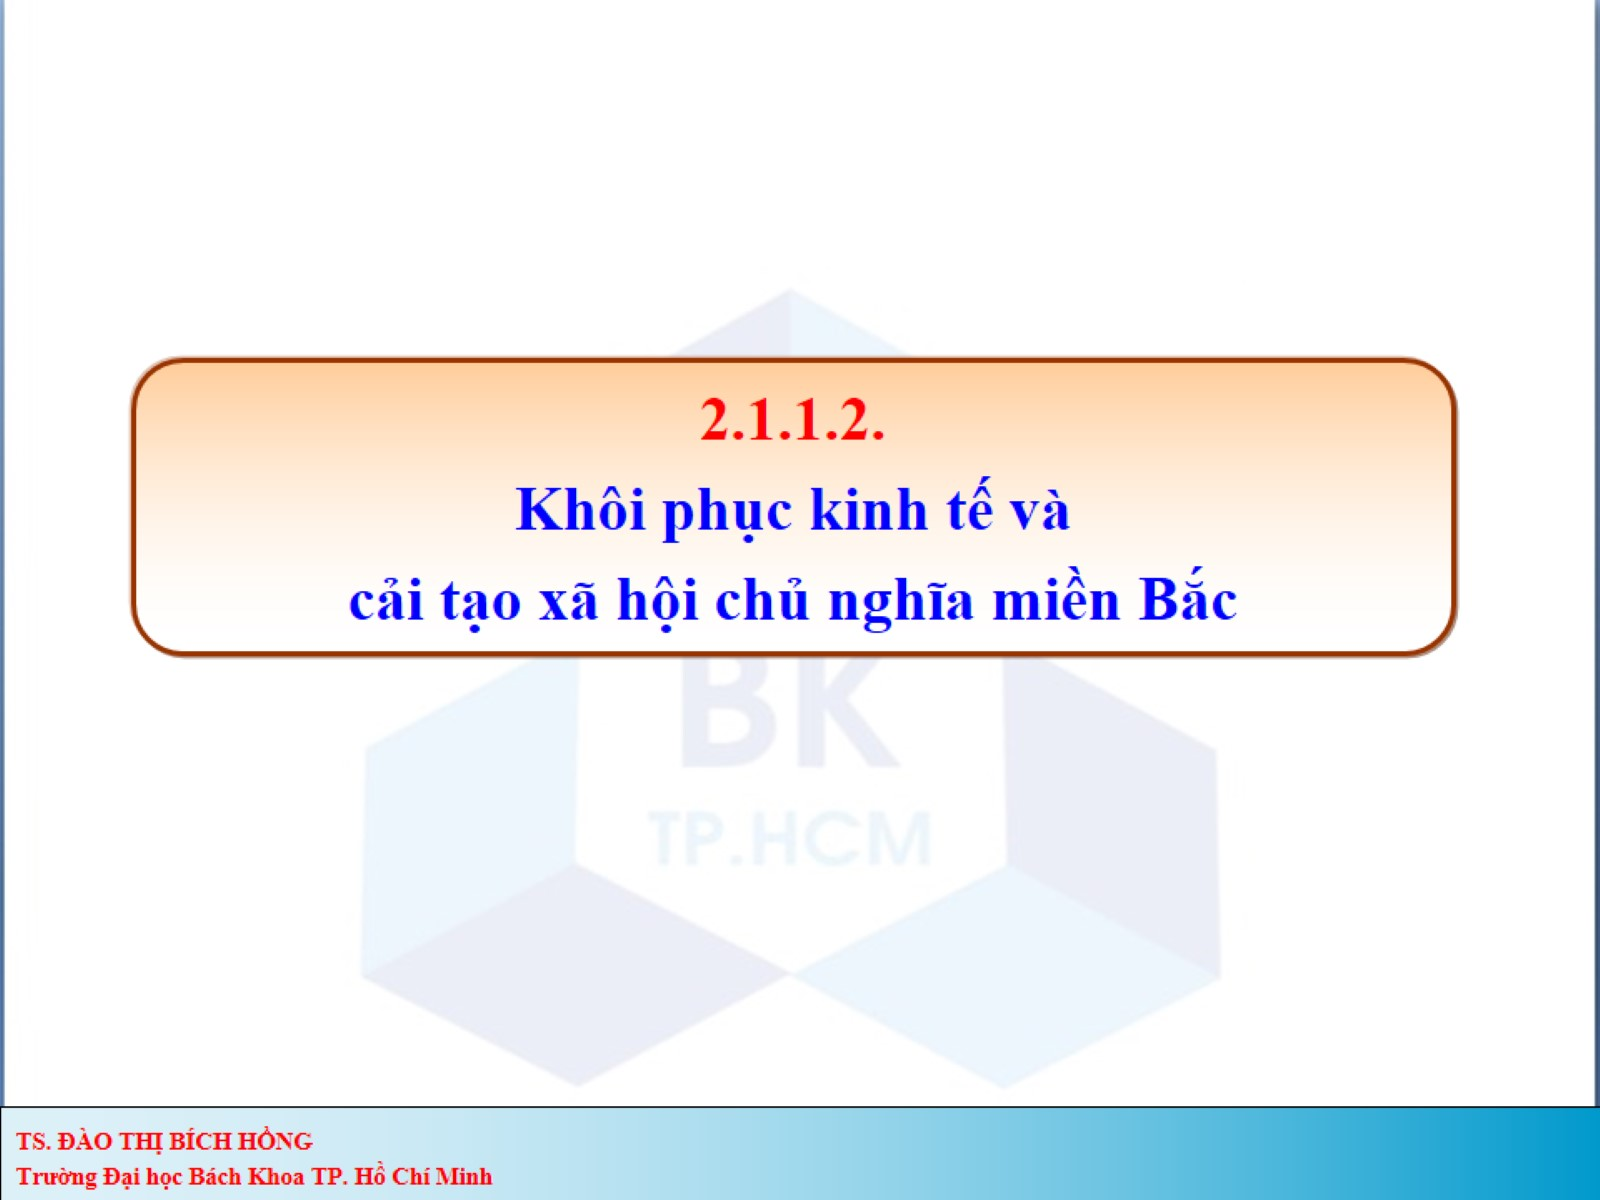 2.1.1.2.
Khôi phục kinh tế và
cải tạo xã hội chủ nghĩa miền Bắc
BK
TP.HCM
TS. ĐÀO THỊ BÍCH HỒNG
Trường Đại học Bách Khoa TP. Hồ Chí Minh